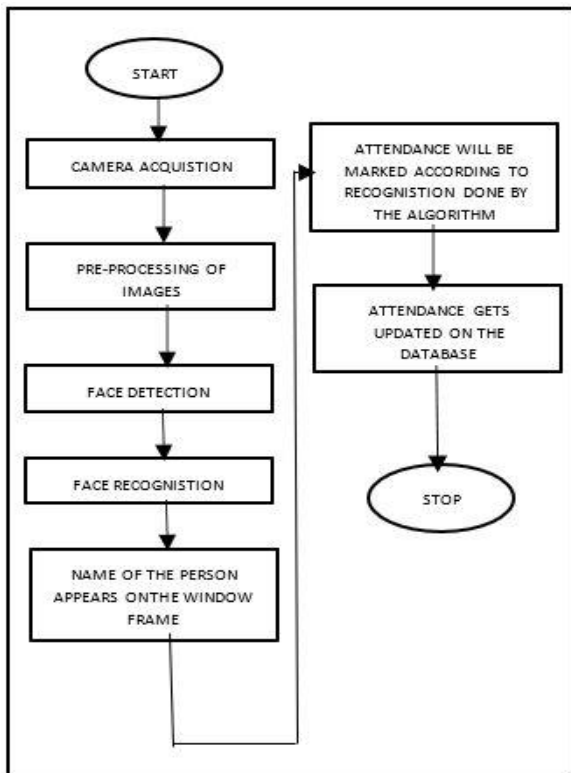 START
CAMERA ACQUISTION
PRE-PROCESSING OF
IMAGES
FACE DETECTION
FACE RECOGNISTION
NAME OF THE PERSON
APPEARS ONTHE WINDOW
FRAME
ATTENDANCE WILL BE
MARKED ACCORDING TO
RECOGNISTION DONE BY
THE ALGORITHM
ATTENDANCE GETS
UPDATED ON THE
DATABASE
STOP